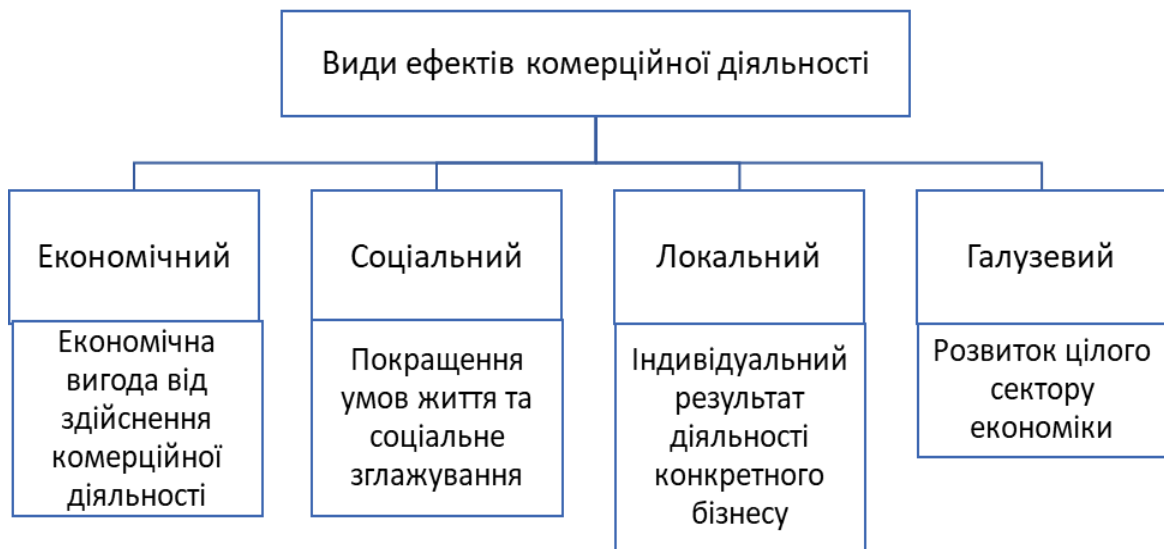 Види ефектів комерційної діяльності
Економічний
Економічна
вигода від
здійснення
комерційної
діяльності
Соціальний
Покращення
умов життя та
соціальне
зглажування
Локальний
Індивідуальний
результат
діяльності
конкретного
бізнесу
Галузевий
Розвиток цілого
сектору
економіки